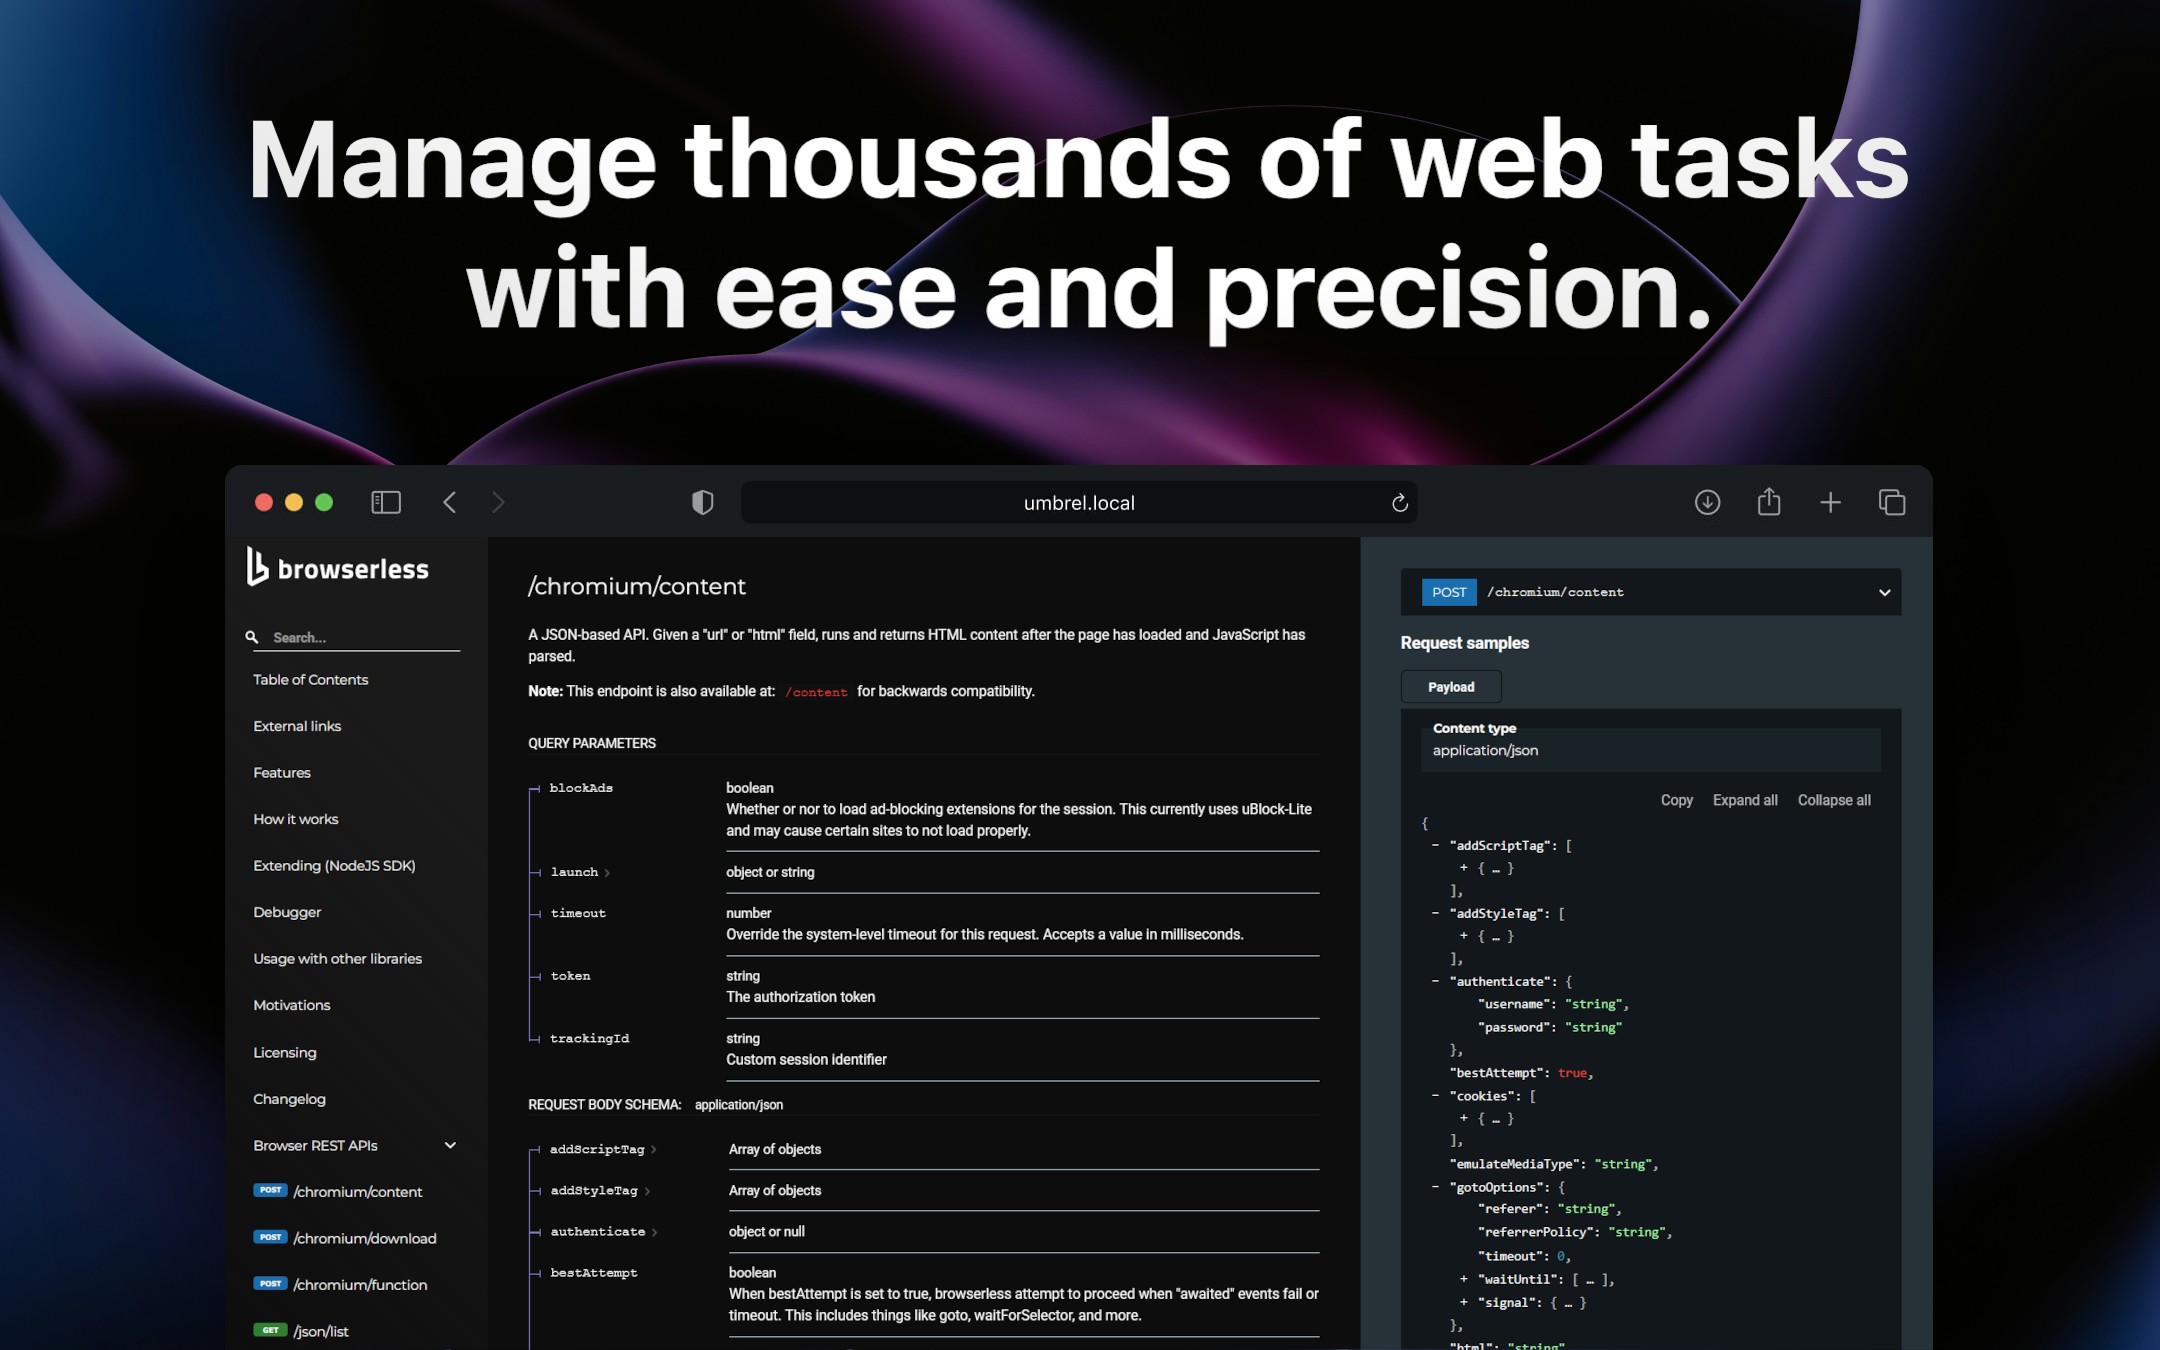 Manage thousands of web tasks
with ease and precision.
umbrel.local
browserless
Search...
Table of Contents
External links
Features
How it works
Extending (NodeJS SDK)
Debugger
Usage with other libraries
Motivations
Licensing
Changelog
Browser REST APIs
POST /chromium/content
POST /chromium/download
POST /chromium/function
GET /json/list
/chromium/content
A JSON-based API. Given a "url" or "html" field, runs and returns HTML content after the page has loaded and JavaScript has
parsed.
Note: This endpoint is also available at: /content for backwards compatibility.
QUERY PARAMETERS
blockAds boolean
Whether or nor to load ad-blocking extensions for the session. This currently uses uBlock-Lite
and may cause certain sites to not load properly.
launch > object or string
timeout number
Override the system-level timeout for this request. Accepts a value in milliseconds.
token string
The authorization token
trackingId string
Custom session identifier
REQUEST BODY SCHEMA: application/json
addScriptTag > Array of objects
addStyleTag > Array of objects
authenticate > object or null
bestAttempt boolean
When bestAttempt is set to true, browserless attempt to proceed when "awaited" events fail or
timeout. This includes things like goto, waitForSelector, and more.
POST /chromium/content
Request samples
Payload
Content type
application/json
Copy Expand all Collapse all
{
- "addScriptTag": [
+ { … }
],
- "addStyleTag": [
+ { … }
],
- "authenticate": {
"username": "string",
"password": "string"
},
"bestAttempt": true,
- "cookies": [
+ { … }
],
"emulateMediaType": "string",
- "gotoOptions": {
"referer": "string",
"referrerPolicy": "string",
"timeout": 0,
+ "waitUntil": [ … ],
+ "signal": { … }
},
"html": "string"